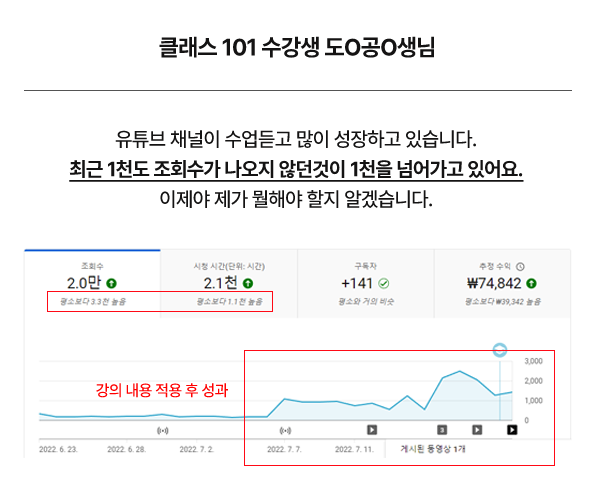 클래스 101 수강생 도O공O생님
유튜브 채널이 수업듣고 많이 성장하고 있습니다.
최근 1천도 조회수가 나오지 않던것이 1천을 넘어가고 있어요.
이제야 제가 뭘해야 할지 알겠습니다.
조회수 시청 시간(단위: 시간) 구독자 추정 수익
2.0만 2.1천 +141 ₩74,842
평소보다 3.3천 높음 평소보다 1.1천 높음 평소와 거의 비슷 평소보다 ₩39,342 높음
3,000
강의 내용 적용 후 성과
2,000
1,000
0
3
2022. 6. 23. 2022. 6. 28. 2022. 7. 2. 2022. 7. 7. 2022. 7. 11. 게시된 동영상 1개